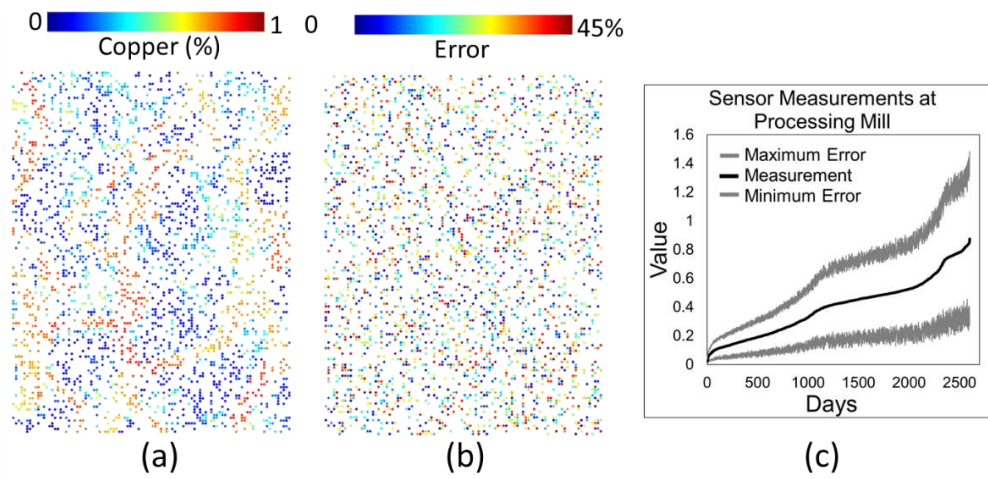 0 1
Copper (%)
0 45%
Error
Sensor Measurements at
Processing Mill
1.6
1.4
1.2
1
0.8
0.6
0.4
0.2
0
Value
Maximum Error
Measurement
Minimum Error
0 500 1000 1500 2000 2500
Days
(a) (b) (c)